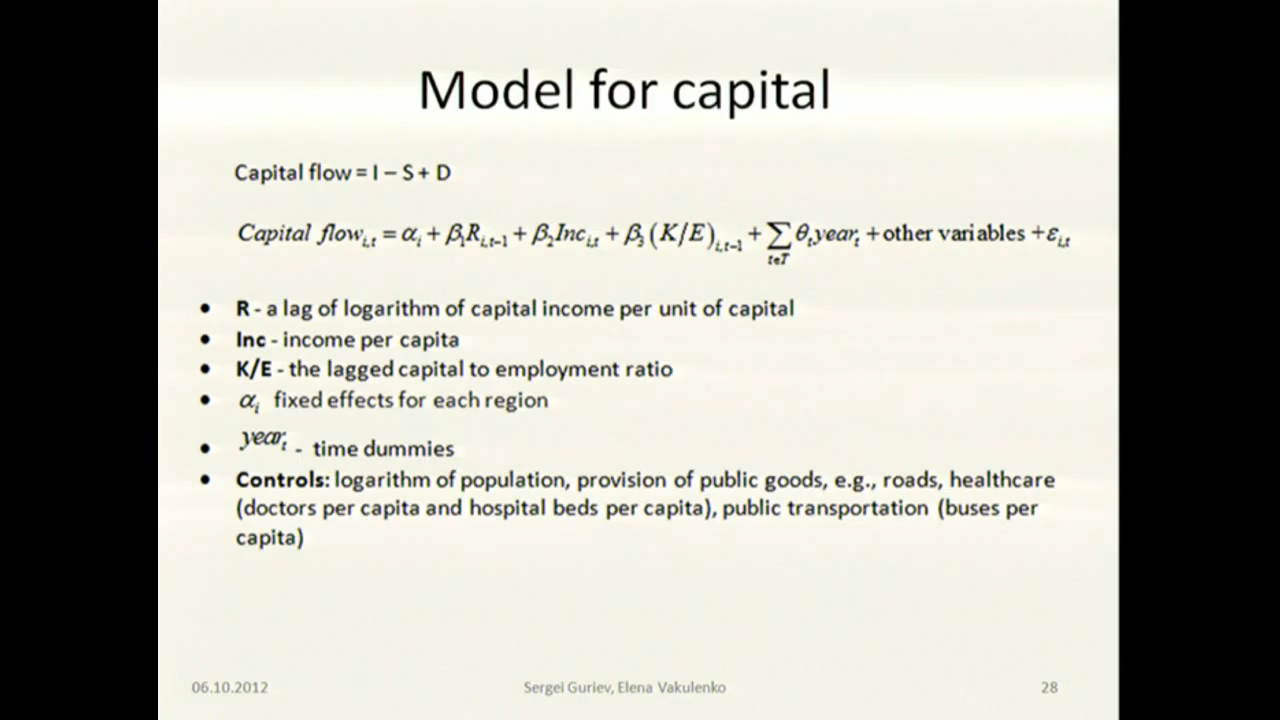 Model for capital
Capital flow = I – S + D
Capital flow_{i,t} = α_i + β_1R_{i,t-1} + β_2Inc_{i,t} + β_3(K/E)_{i,t-1} + ∑_{t∈T} θ_tyear_t + other variables + ε_{i,t}
• R - a lag of logarithm of capital income per unit of capital
• Inc - income per capita
• K/E - the lagged capital to employment ratio
• α_i fixed effects for each region
• year_t - time dummies
• Controls: logarithm of population, provision of public goods, e.g., roads, healthcare
(doctors per capita and hospital beds per capita), public transportation (buses per
capita)
06.10.2012
Sergei Guriev, Elena Vakulenko
28